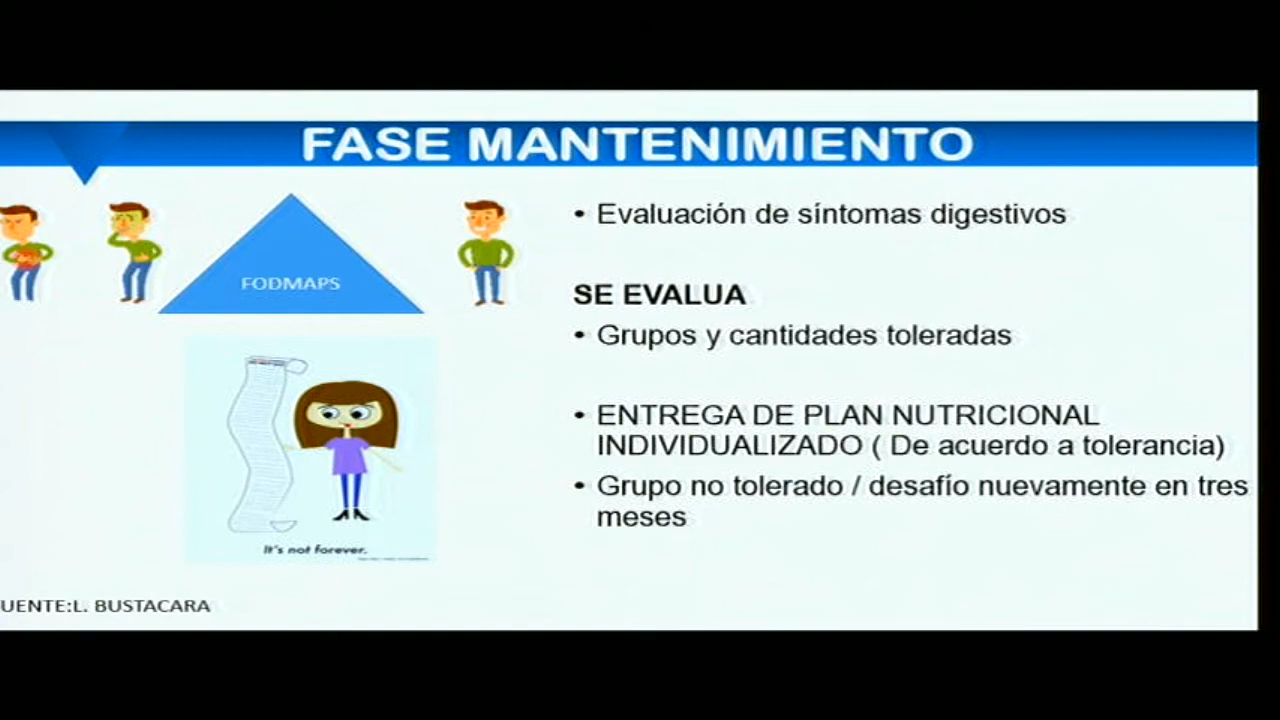 FASE MANTENIMIENTO
FODMAPS
• Evaluación de síntomas digestivos
SE EVALUA
• Grupos y cantidades toleradas
• ENTREGA DE PLAN NUTRICIONAL
INDIVIDUALIZADO ( De acuerdo a tolerancia)
• Grupo no tolerado / desafío nuevamente en tres
meses
It's not forever.
UENTE:L. BUSTACARA